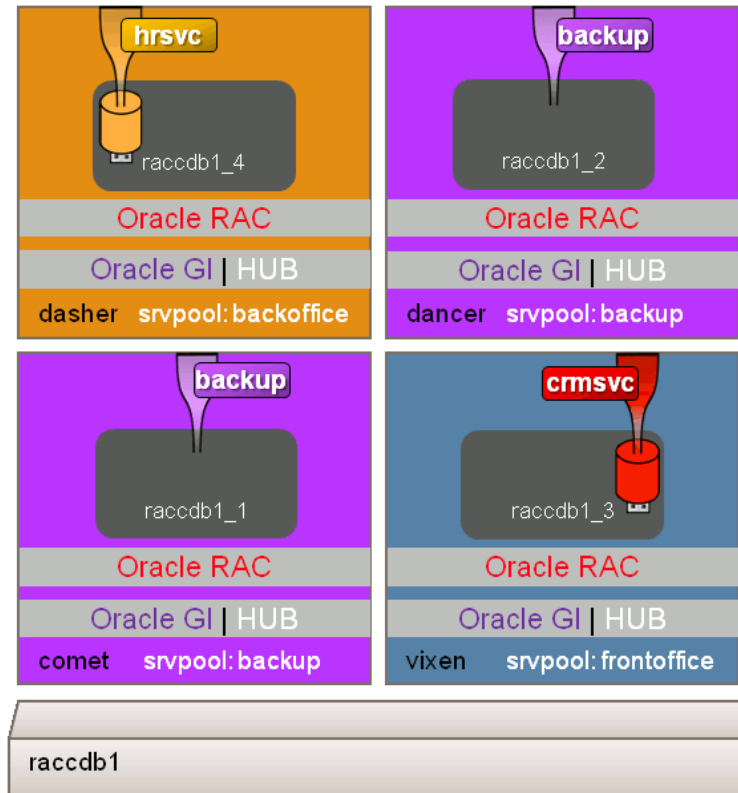 hrsvc
raccdb1_4
Oracle RAC
Oracle GI | HUB
dasher srvpool: backoffice
backup
raccdb1_2
Oracle RAC
Oracle GI | HUB
dancer srvpool: backup
backup
raccdb1_1
Oracle RAC
Oracle GI | HUB
comet srvpool: backup
crmsvc
raccdb1_3
Oracle RAC
Oracle GI | HUB
vixen srvpool: frontoffice
raccdb1